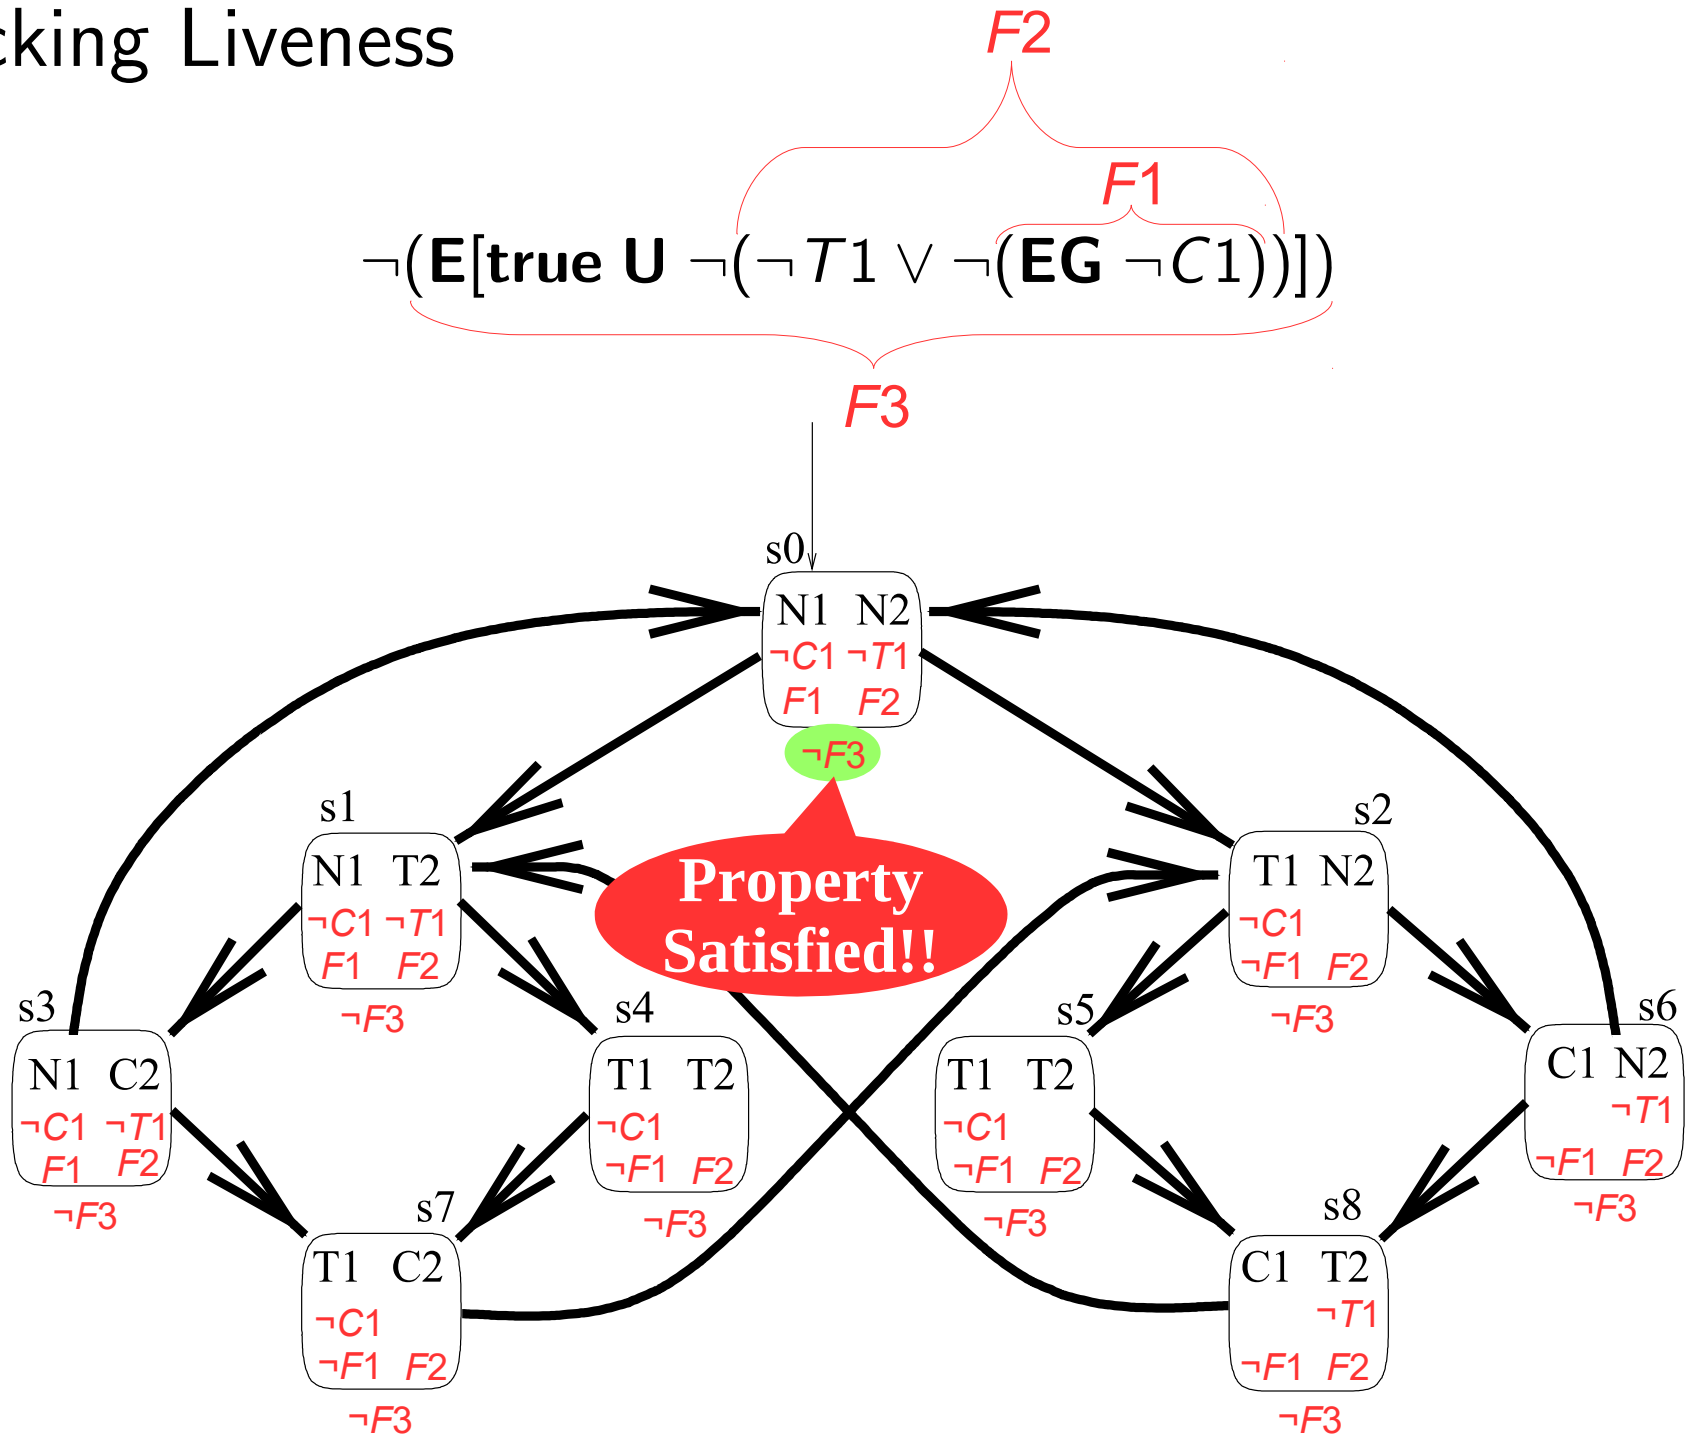 cking Liveness
F2
F1
¬(E[true U ¬(¬T1 ∨ ¬(EG ¬C1))])
F3
s0
N1 N2
¬C1 ¬T1
F1 F2
¬F3
Property
Satisfied!!
s1
N1 T2
¬C1 ¬T1
F1 F2
¬F3
s2
T1 N2
¬C1
¬F1 F2
¬F3
s3
N1 C2
¬C1 ¬T1
F1 F2
¬F3
s4
T1 T2
¬C1
¬F1 F2
¬F3
s5
T1 T2
¬C1
¬F1 F2
¬F3
s6
C1 N2
¬T1
¬F1 F2
¬F3
s7
T1 C2
¬C1
¬F1 F2
¬F3
s8
C1 T2
¬T1
¬F1 F2
¬F3